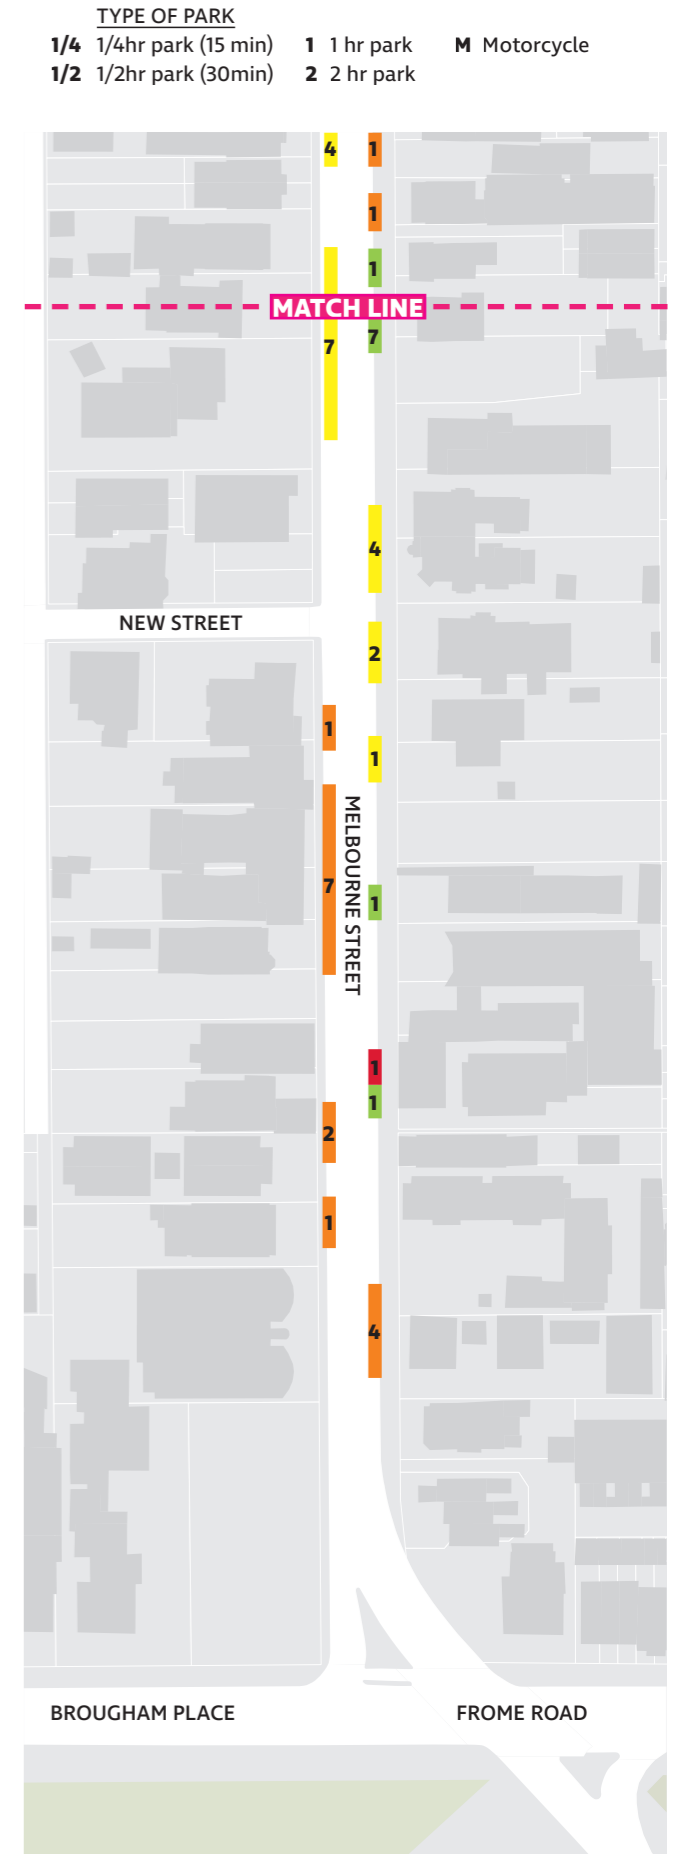 TYPE OF PARK
1/4 1/4hr park (15 min) 1 1 hr park M Motorcycle
1/2 1/2hr park (30min) 2 2 hr park
4 1
1
1
MATCH LINE
7
7
4
NEW STREET
2
1
1
MELBOURNE STREET
7
1
1
1
2
1
4
BROUGHAM PLACE FROME ROAD